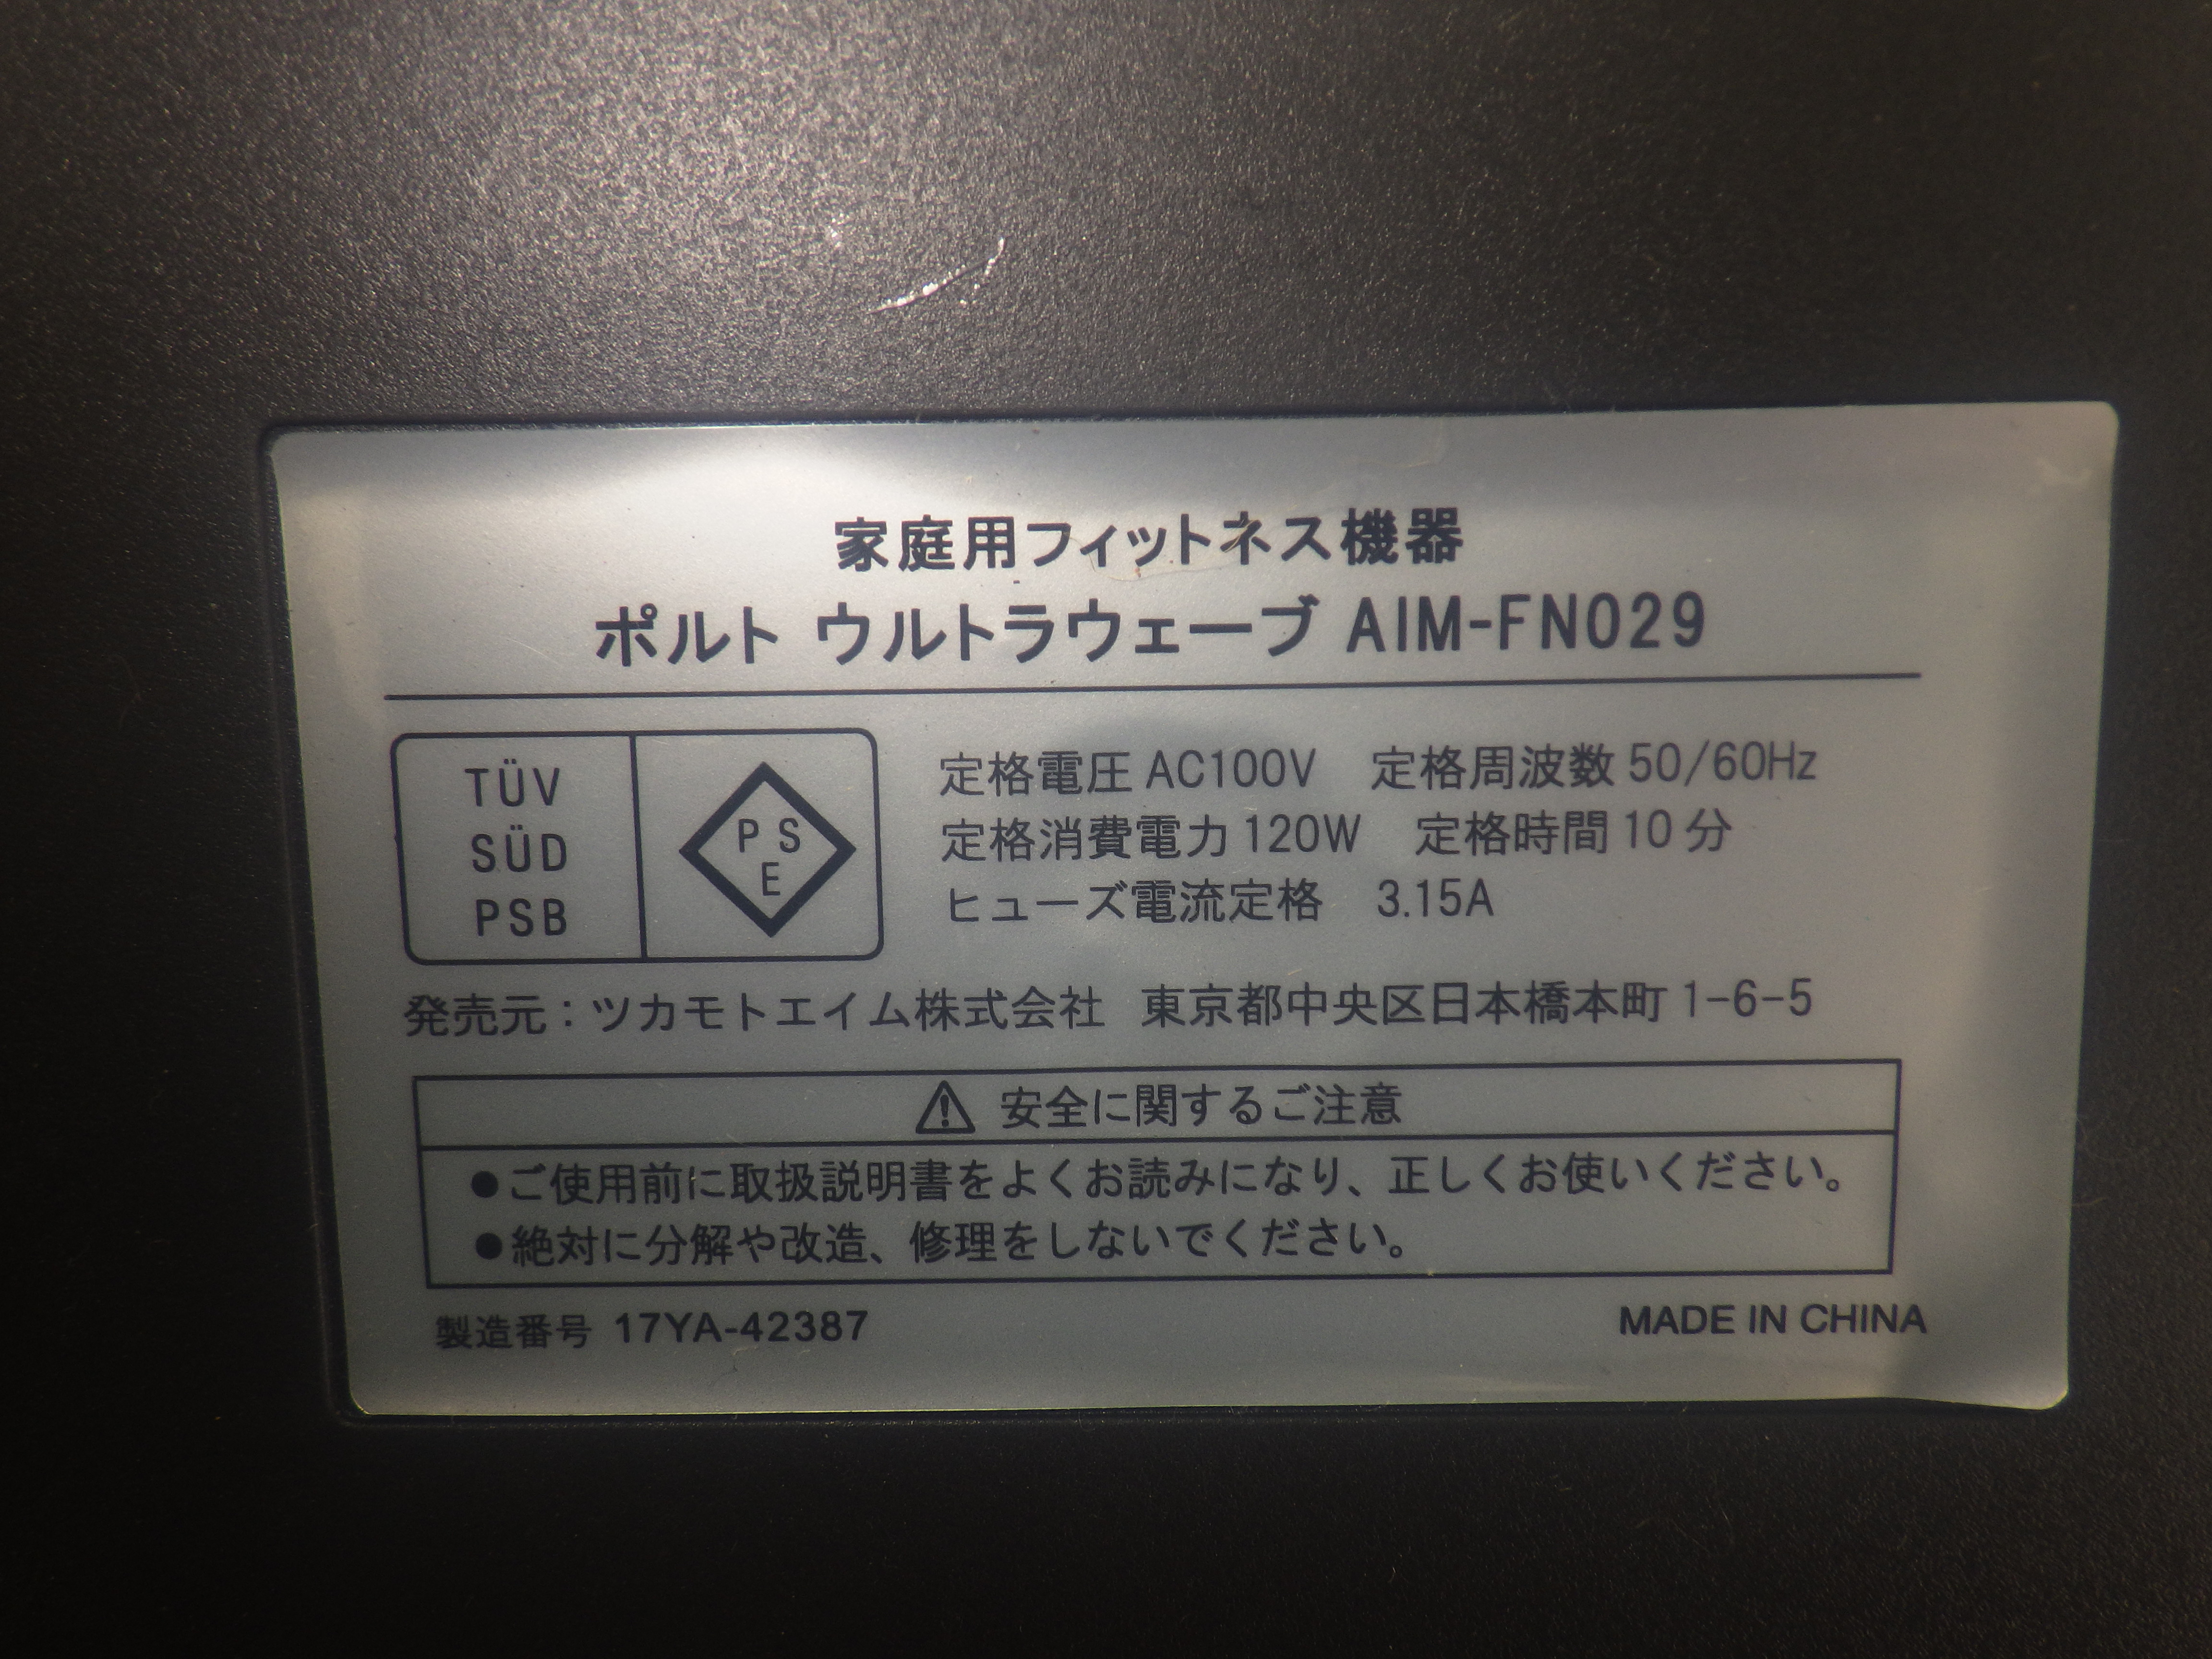 家庭用フィットネス機器
ポルト ウルトラウェーブ AIM-FN029
TÜV
SÜD
PSB
P S
E
定格電圧 AC100V 定格周波数 50/60Hz
定格消費電力 120W 定格時間 10 分
ヒューズ電流定格 3.15A
発売元：ツカモトエイム株式会社 東京都中央区日本橋本町 1-6-5
安全に関するご注意
●ご使用前に取扱説明書をよくお読みになり、正しくお使いください。
●絶対に分解や改造、修理をしないでください。
製造番号 17YA-42387
MADE IN CHINA